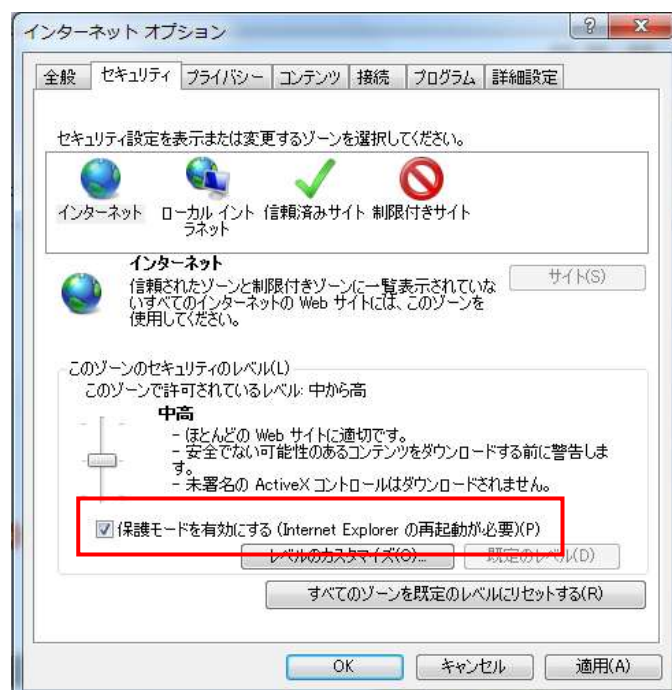 インターネット オプション
全般 セキュリティ プライバシー コンテンツ 接続 プログラム 詳細設定
セキュリティ設定を表示または変更するゾーンを選択してください。
インターネット ローカル イント 信頼済みサイト 制限付きサイト
ラネット
インターネット
信頼されたゾーンと制限付きゾーンに一覧表示されていな
いすべてのインターネットの Web サイトには、このゾーンを
使用してください。
サイト(S)
このゾーンのセキュリティのレベル(L)
このゾーンで許可されているレベル: 中から高
中高
- ほとんどの Web サイトに適切です。
- 安全でない可能性のあるコンテンツをダウンロードする前に警告しま
す。
- 未署名の ActiveX コントロールはダウンロードされません。
保護モードを有効にする (Internet Explorer の再起動が必要)(P)
レベルのカスタマイズ(C)... 既定のレベル(D)
すべてのゾーンを既定のレベルにリセットする(R)
OK キャンセル 適用(A)